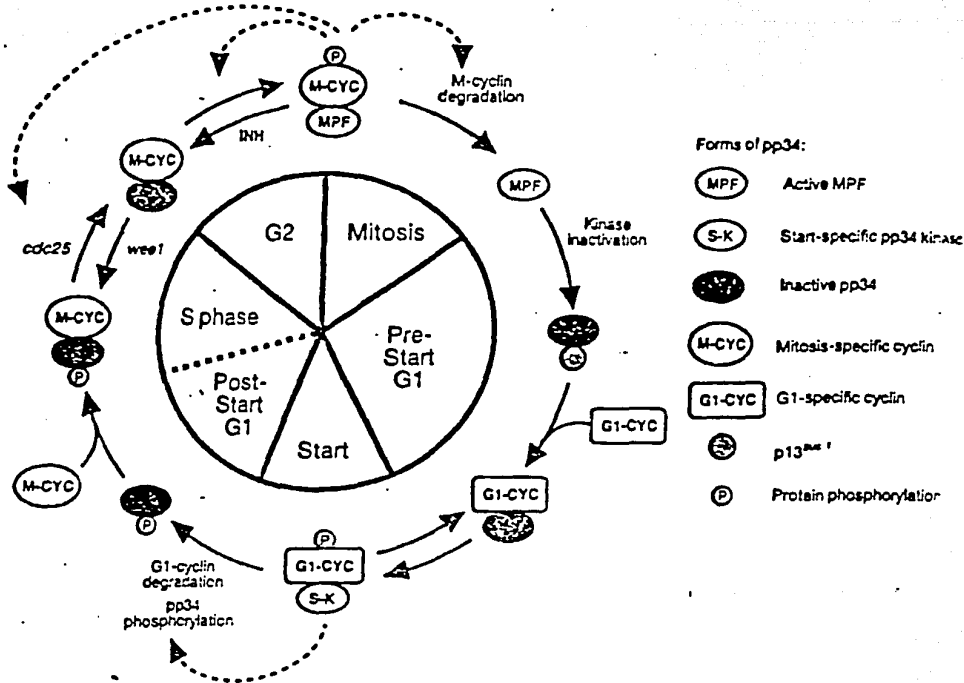 P
M-CYC
MPF
M-cyclin
degradation
INH
M-CYC
MPF
Kinase
inactivation
cdc25
wee1
M-CYC
P
G2
Mitosis
S phase
Pre-
Start
G1
Post-
Start
G1
Start
G1-CYC
M-CYC
P
G1-CYC
P
G1-CYC
S-K
G1-cyclin
degradation
pp34
phosphorylation
Forms of pp34:
MPF Active MPF
S-K Start-specific pp34 kinase
Inactive pp34
M-CYC Mitosis-specific cyclin
G1-CYC G1-specific cyclin
p13
P Protein phosphorylation